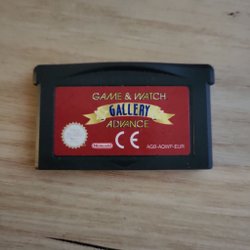 GAME & WATCH
GALLERY
ADVANCE
Nintendo
CE
AGB-AGWP-EUR